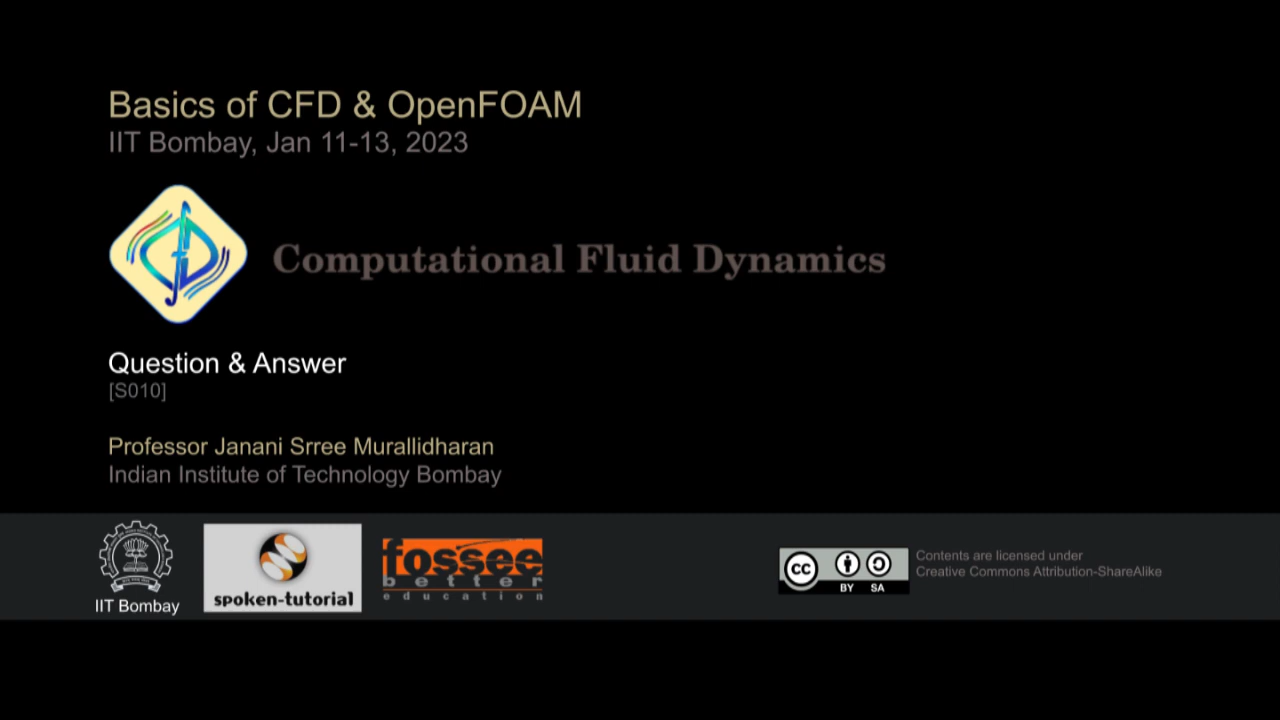 Basics of CFD & OpenFOAM
IIT Bombay, Jan 11-13, 2023
Computational Fluid Dynamics
Question & Answer
[S010]
Professor Janani Srree Murallidharan
Indian Institute of Technology Bombay
IIT Bombay
spoken-tutorial
fossee
better
education
cc
BY SA
Contents are licensed under
Creative Commons Attribution-ShareAlike